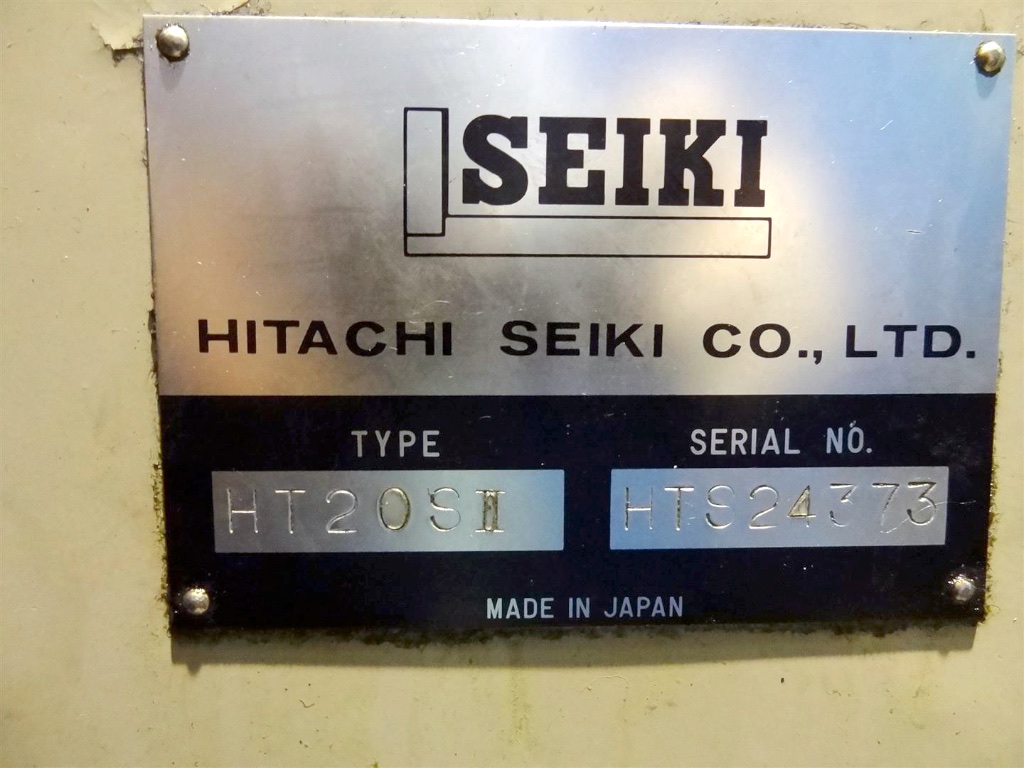 SEIKI
HITACHI SEIKI CO., LTD.
TYPE SERIAL NO.
HT20SII HTS24373
MADE IN JAPAN